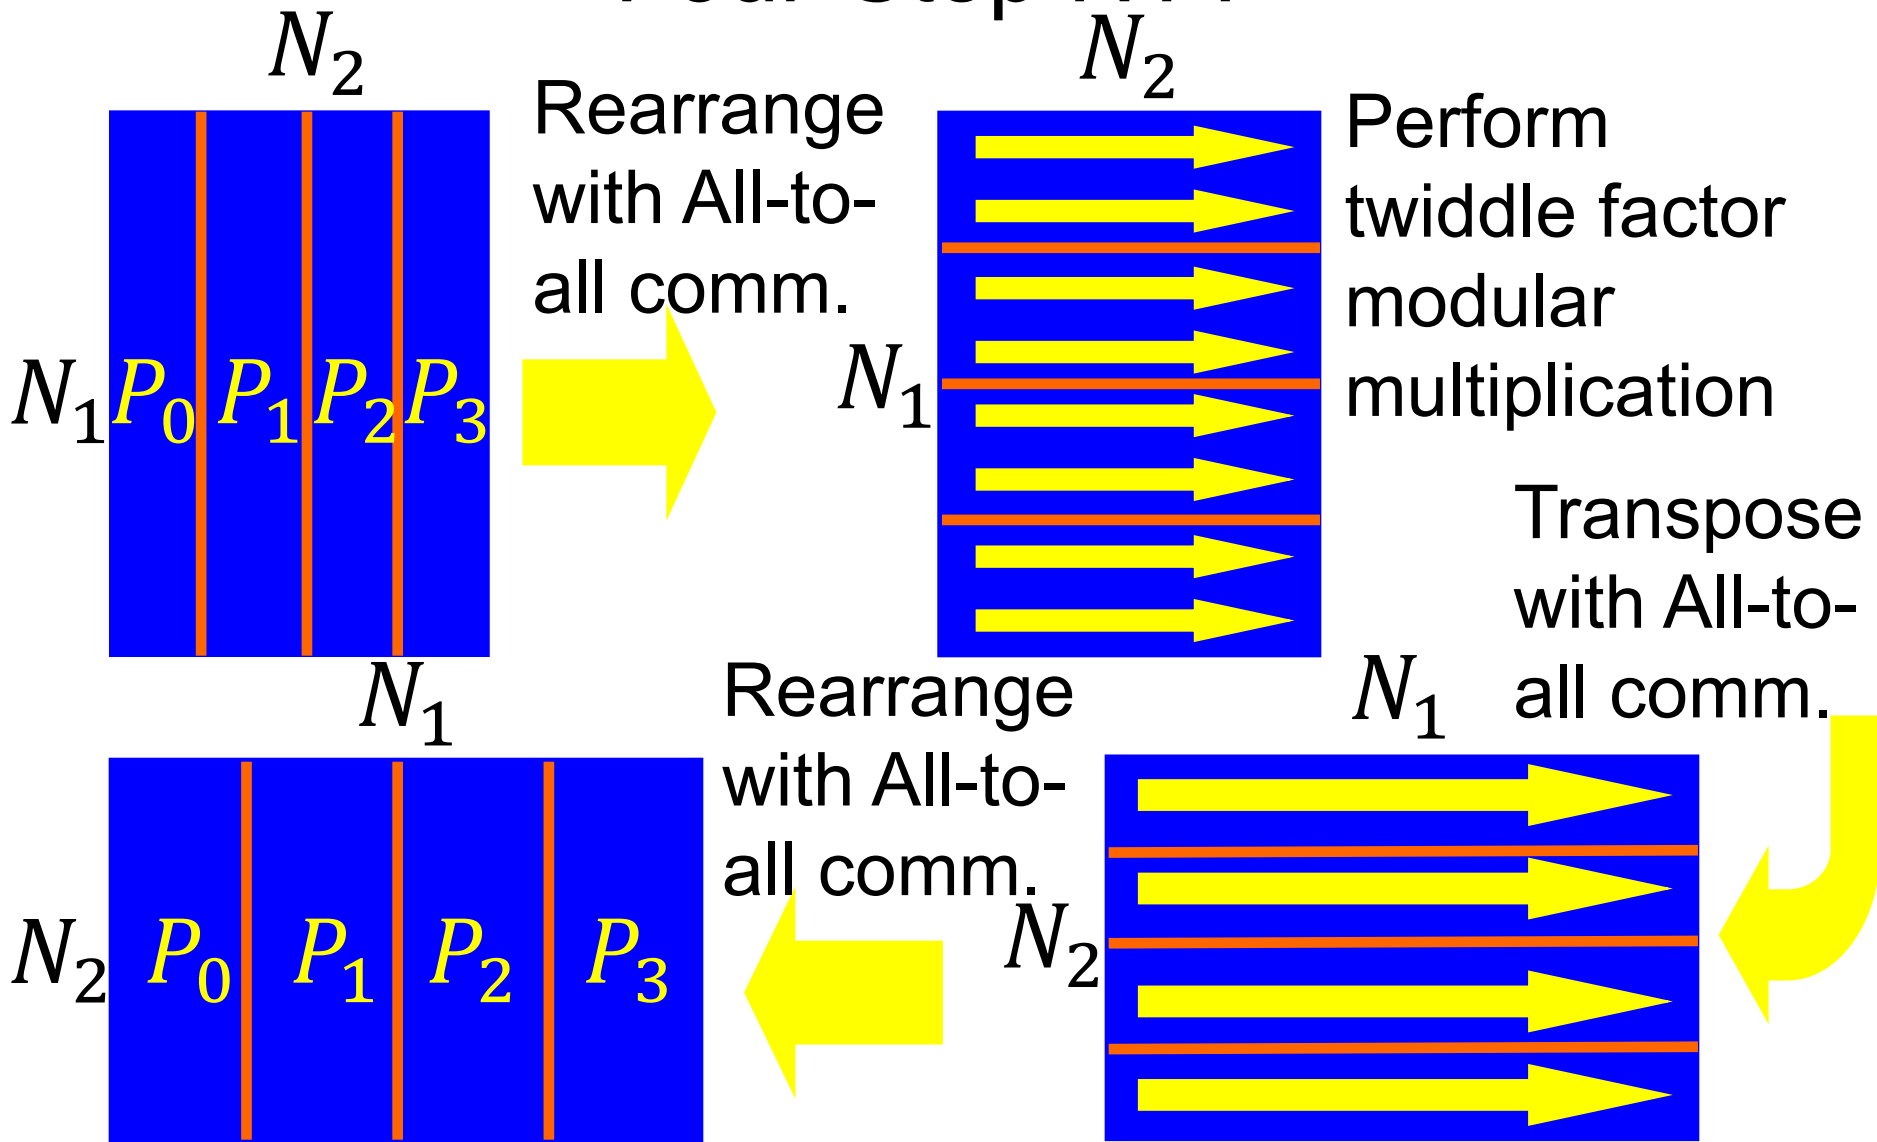 N₂
Rearrange
with All-to-
all comm.
N₁
P₀ P₁ P₂ P₃
N₂
N₁
Perform
twiddle factor
modular
multiplication
Transpose
with All-to-
all comm.
N₁
N₂
Rearrange
with All-to-
all comm.
N₁
N₂
P₀ P₁ P₂ P₃